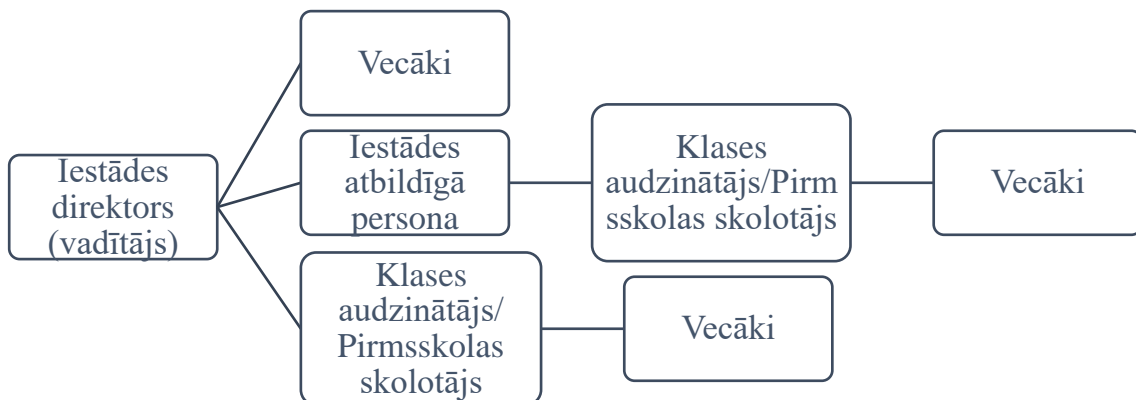 Vecāki
Iestādes
direktors
(vadītājs)
Iestādes
atbildīgā
persona
Klases
audzinātājs/Pirm
sskolas skolotājs
Vecāki
Klases
audzinātājs/
Pirmsskolas
skolotājs
Vecāki